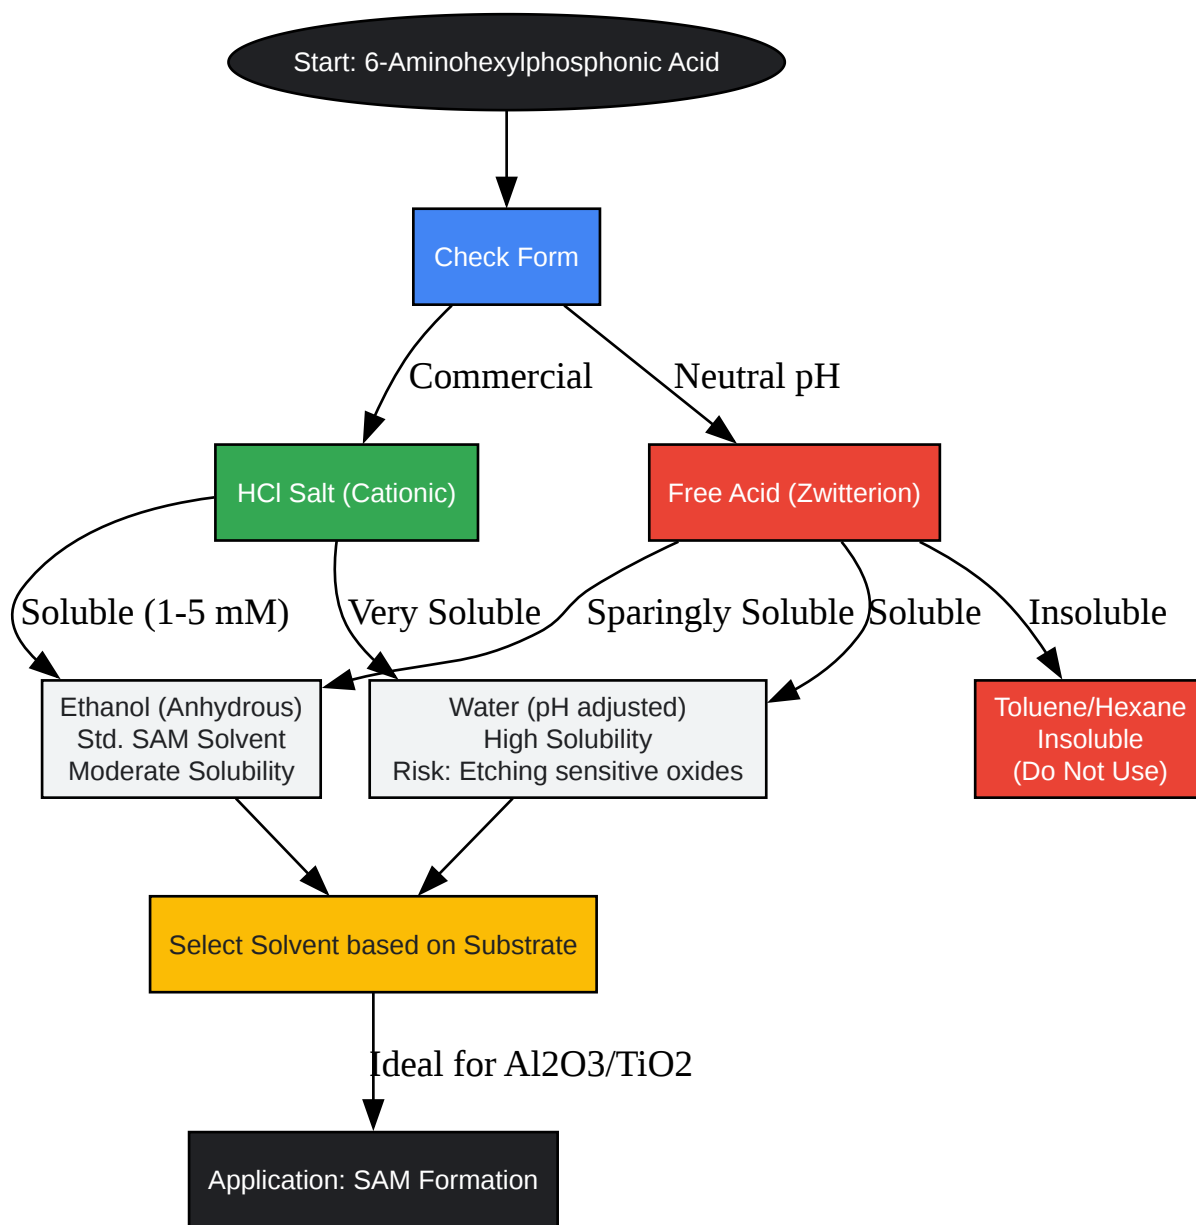 Start: 6-Aminohexylphosphonic Acid
Check Form
Commercial
Neutral pH
HCl Salt (Cationic)
Free Acid (Zwitterion)
Soluble (1-5 mM)
Very Soluble
Sparingly Soluble
Soluble
Insoluble
Ethanol (Anhydrous)
Std. SAM Solvent
Moderate Solubility
Water (pH adjusted)
High Solubility
Risk: Etching sensitive oxides
Toluene/Hexane
Insoluble
(Do Not Use)
Select Solvent based on Substrate
Ideal for Al2O3/TiO2
Application: SAM Formation